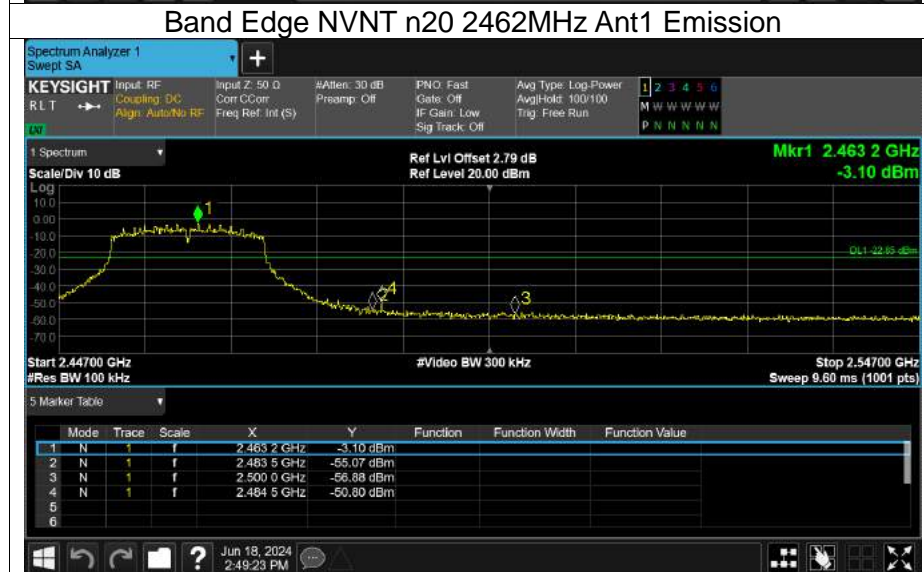 Band Edge NVNT n20 2462MHz Ant1 Emission
Spectrum Analyzer 1
Swept SA
+
KEYSIGHT Input: RF Input Z: 50 Ω #Atten: 30 dB PNO: Fast Avg Type: Log-Power 1 2 3 4 5 6
RLT Coupling: DC Corr CCorr Preamp: Off Gate: Off Avg|Hold: 100/100 M W W W W W
Align: Auto/No RF Freq Ref: Int (S) IF Gain: Low Trig: Free Run
Sig Track: Off P N N N N N
1 Spectrum
Ref Lvl Offset 2.79 dB Mkr1 2.463 2 GHz
Scale/Div 10 dB Ref Level 20.00 dBm -3.10 dBm
Log
10.0
0.00
-10.0
-20.0
-30.0
-40.0
-50.0
-60.0
-70.0
1
DL1 -22.85 dBm
2 4 3
Start 2.44700 GHz #Video BW 300 kHz Stop 2.54700 GHz
#Res BW 100 kHz Sweep 9.60 ms (1001 pts)
5 Marker Table
Mode Trace Scale X Y Function Function Width Function Value
1 N 1 f 2.463 2 GHz -3.10 dBm
2 N 1 f 2.483 5 GHz -55.07 dBm
3 N 1 f 2.500 0 GHz -56.88 dBm
4 N 1 f 2.484 5 GHz -50.80 dBm
5
6
? Jun 18, 2024
2:49:23 PM